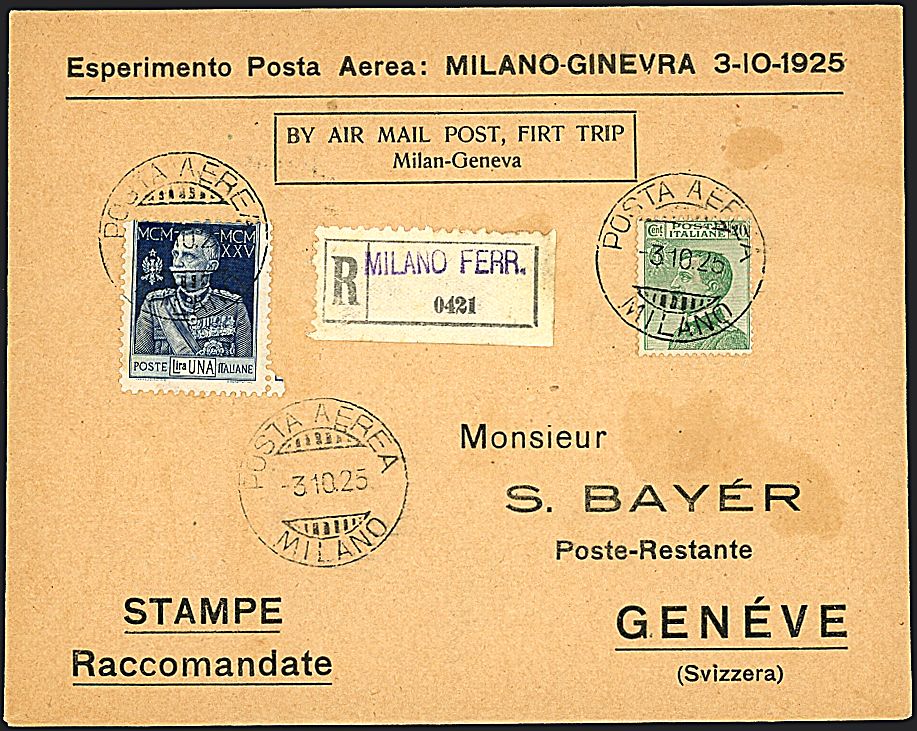 Esperimento Posta Aerea: MILANO-GINEVRA 3-10-1925
BY AIR MAIL POST, FIRT TRIP
Milan-Geneva
POSTA AEREA
MCM MCM
XXV
POSTE Lira UNA ITALIANE
R MILANO FERR.
0421
POSTA AEREA
Cent POSTE
ITALIANE
-3.10.25
MILANO
POSTA AEREA
-3.10.25
MILANO
Monsieur
S. BAYÉR
Poste-Restante
GENÉVE
(Svizzera)
STAMPE
Raccomandate